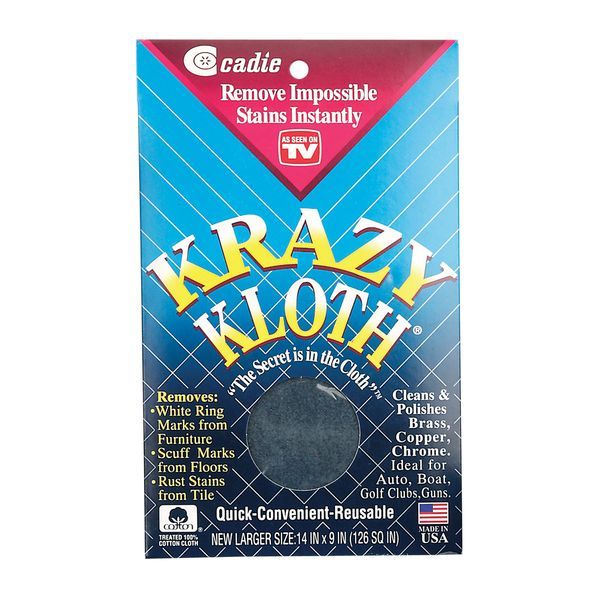 cadie
Remove Impossible
Stains Instantly
AS SEEN ON
TV
KRAZY
KLOTH®
"The Secret is in the Cloth"™
Removes:
•White Ring
Marks from
Furniture
•Scuff Marks
from Floors
•Rust Stains
from Tile
Cleans &
Polishes
Brass,
Copper,
Chrome.
Ideal for
Auto, Boat,
Golf Clubs,Guns.
cotton
TREATED 100%
COTTON CLOTH
Quick-Convenient-Reusable
NEW LARGER SIZE:14 IN x 9 IN (126 SQ IN)
MADE IN
USA